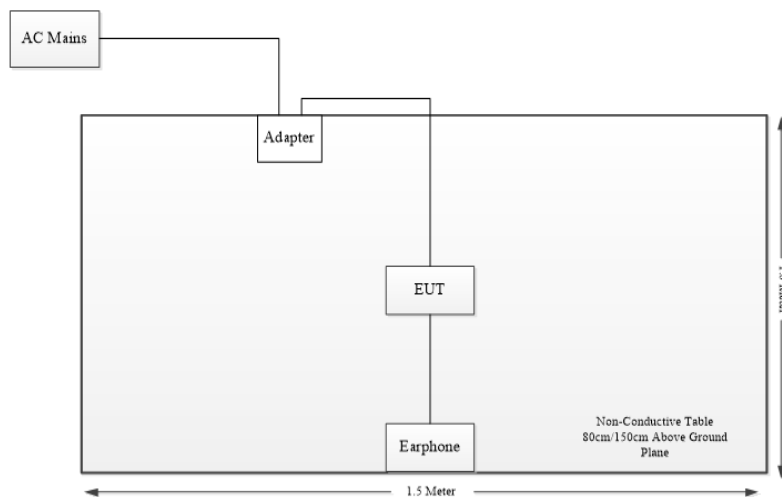 AC Mains
Adapter
EUT
Earphone
Non-Conductive Table
80cm/150cm Above Ground
Plane
1.5 Meter